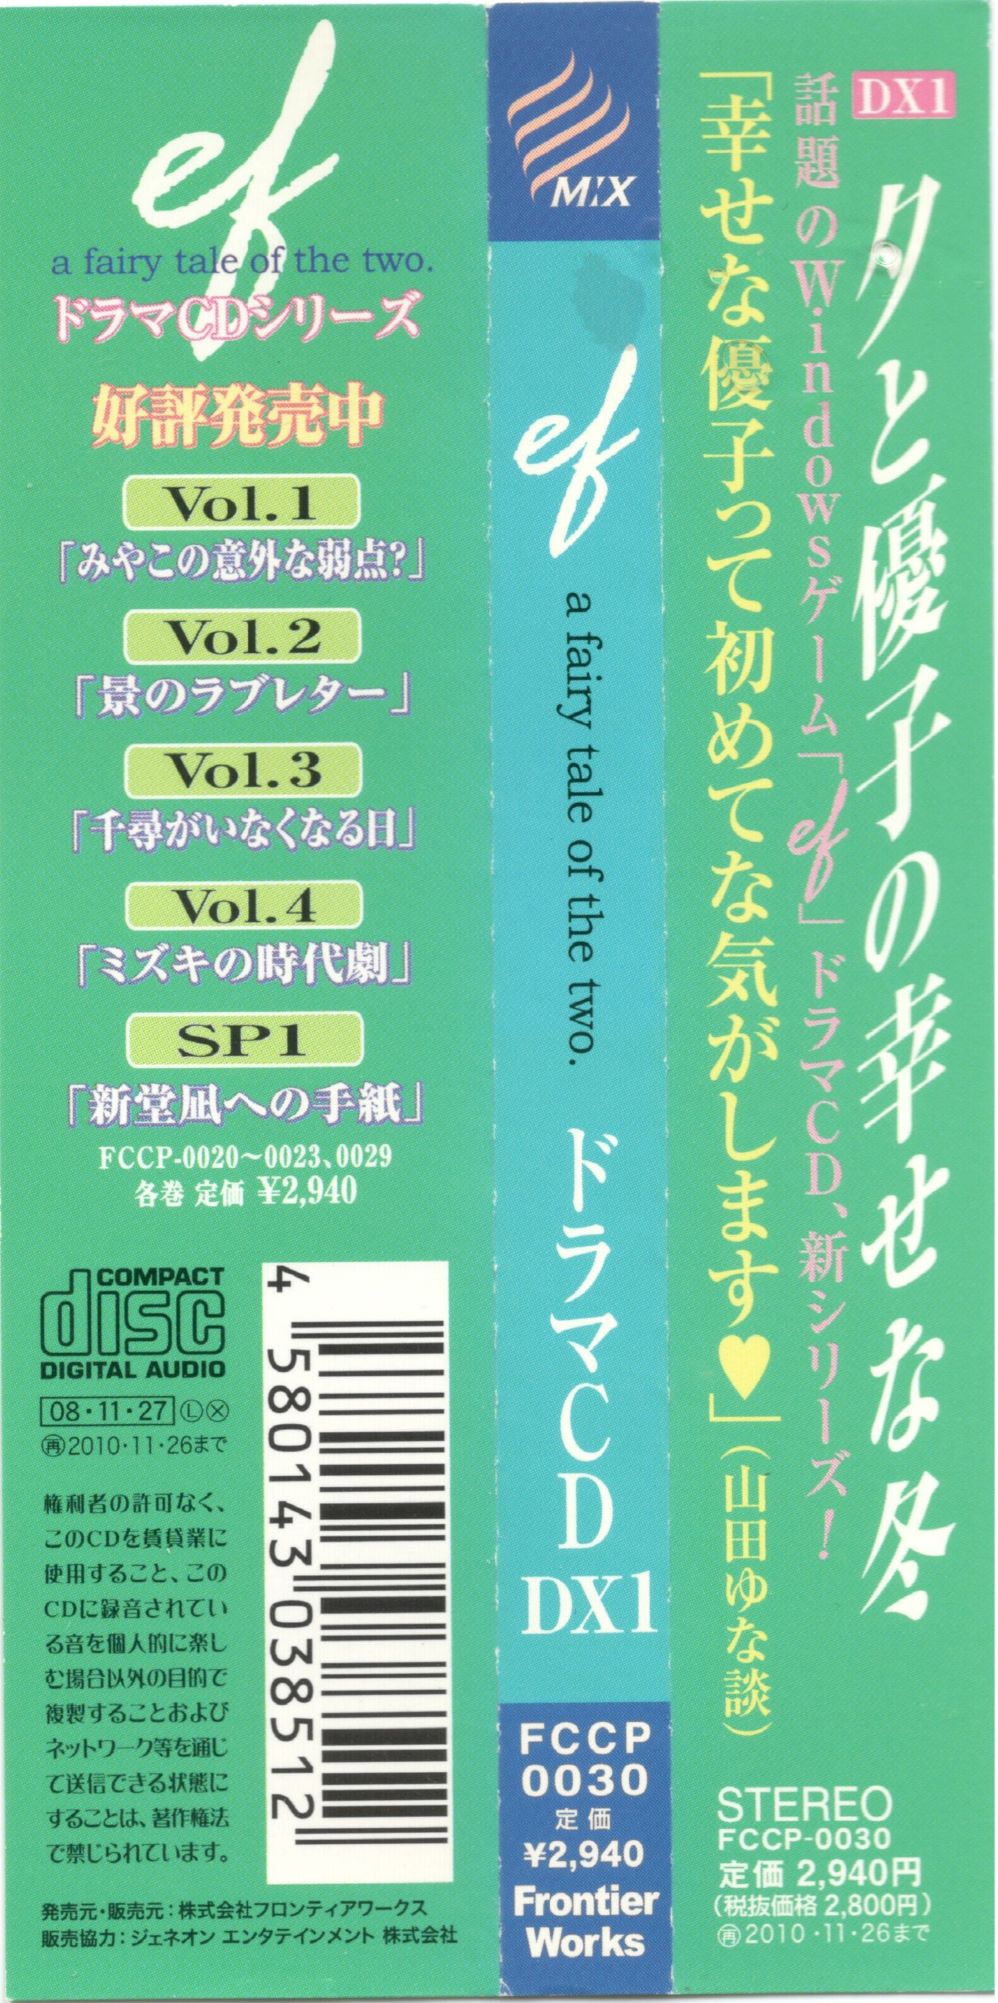 DX1
夕と優子の幸せな冬
話題のWindowsゲーム「ef」ドラマCD、新シリーズ!
「幸せな優子って初めてな気がします♥」(山田ゆな談)
STEREO
FCCP-0030
定価 2,940円
(税抜価格 2,800円)
再2010・11・26まで
MIX
ef
a fairy tale of the two.
ドラマCD
DX1
FCCP
0030
定価
¥2,940
Frontier
Works
ef
a fairy tale of the two.
ドラマCDシリーズ
好評発売中
Vol.1
「みやこの意外な弱点?」
Vol.2
「景のラブレター」
Vol.3
「千尋がいなくなる日」
Vol.4
「ミズキの時代劇」
SP1
「新堂凪への手紙」
FCCP-0020~0023、0029
各巻 定価 ¥2,940
COMPACT
disc
DIGITAL AUDIO
08・11・27 Ⓛ Ⓧ
再2010・11・26まで
権利者の許可なく、
このCDを賃貸業に
使用すること、この
CDに録音されてい
る音を個人的に楽し
む場合以外の目的で
複製することおよび
ネットワーク等を通じ
て送信できる状態に
することは、著作権法
で禁じられています。
4 580143 038512
発売元・販売元:株式会社フロンティアワークス
販売協力:ジェネオン エンタテインメント 株式会社